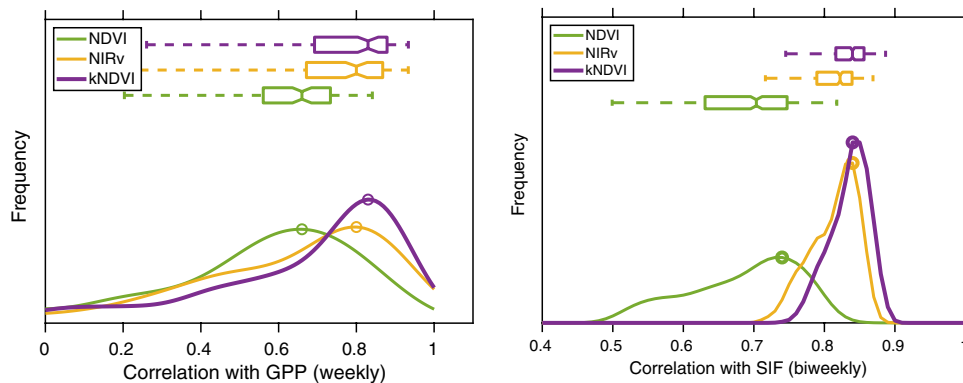 NDVI
NIRv
kNDVI
Frequency
0 0.2 0.4 0.6 0.8 1
Correlation with GPP (weekly)
NDVI
NIRv
kNDVI
Frequency
0.4 0.5 0.6 0.7 0.8 0.9 1
Correlation with SIF (biweekly)